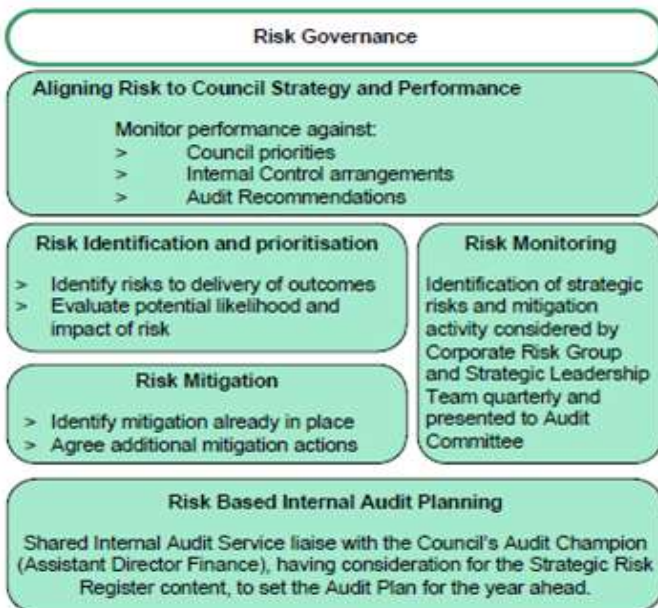 Risk Governance
Aligning Risk to Council Strategy and Performance
Monitor performance against:
> Council priorities
> Internal Control arrangements
> Audit Recommendations
Risk Identification and prioritisation
> Identify risks to delivery of outcomes
> Evaluate potential likelihood and
impact of risk
Risk Mitigation
> Identify mitigation already in place
> Agree additional mitigation actions
Risk Monitoring
Identification of strategic
risks and mitigation
activity considered by
Corporate Risk Group
and Strategic Leadership
Team quarterly and
presented to Audit
Committee
Risk Based Internal Audit Planning
Shared Internal Audit Service liaise with the Council's Audit Champion
(Assistant Director Finance), having consideration for the Strategic Risk
Register content, to set the Audit Plan for the year ahead.